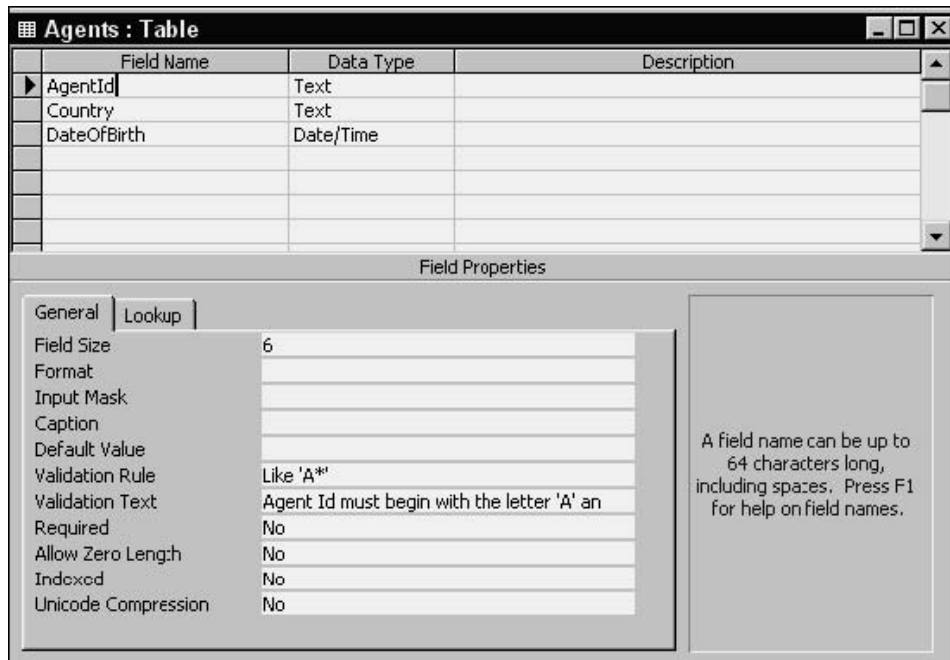 Agents : Table
Field Name Data Type Description
AgentId Text
Country Text
DateOfBirth Date/Time
Field Properties
General Lookup
Field Size 6
Format
Input Mask
Caption
Default Value
Validation Rule Like 'A*'
Validation Text Agent Id must begin with the letter 'A' an
Required No
Allow Zero Length No
Indexed No
Unicode Compression No
A field name can be up to
64 characters long,
including spaces. Press F1
for help on field names.